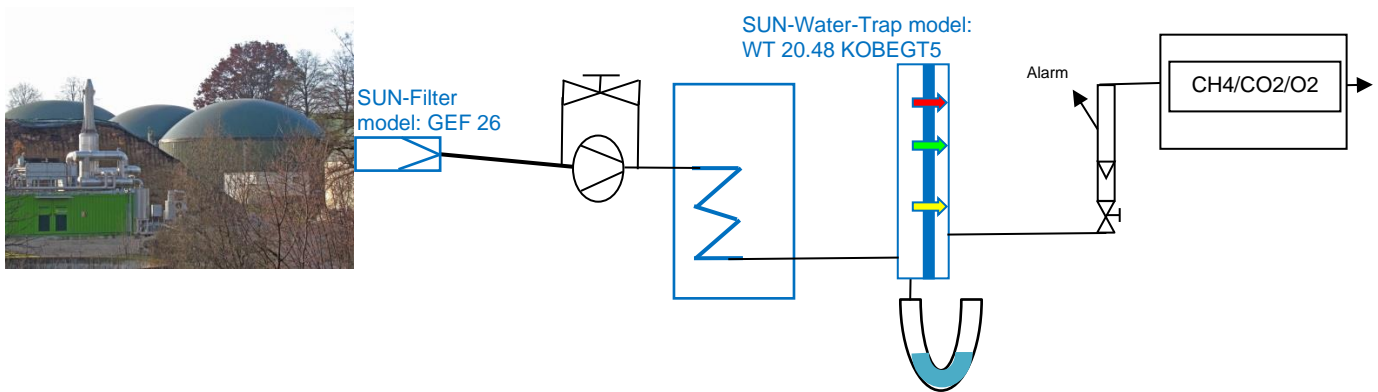 SUN-Filter
model: GEF 26
SUN-Water-Trap model:
WT 20.48 KOBEGT5
Alarm
CH4/CO2/O2